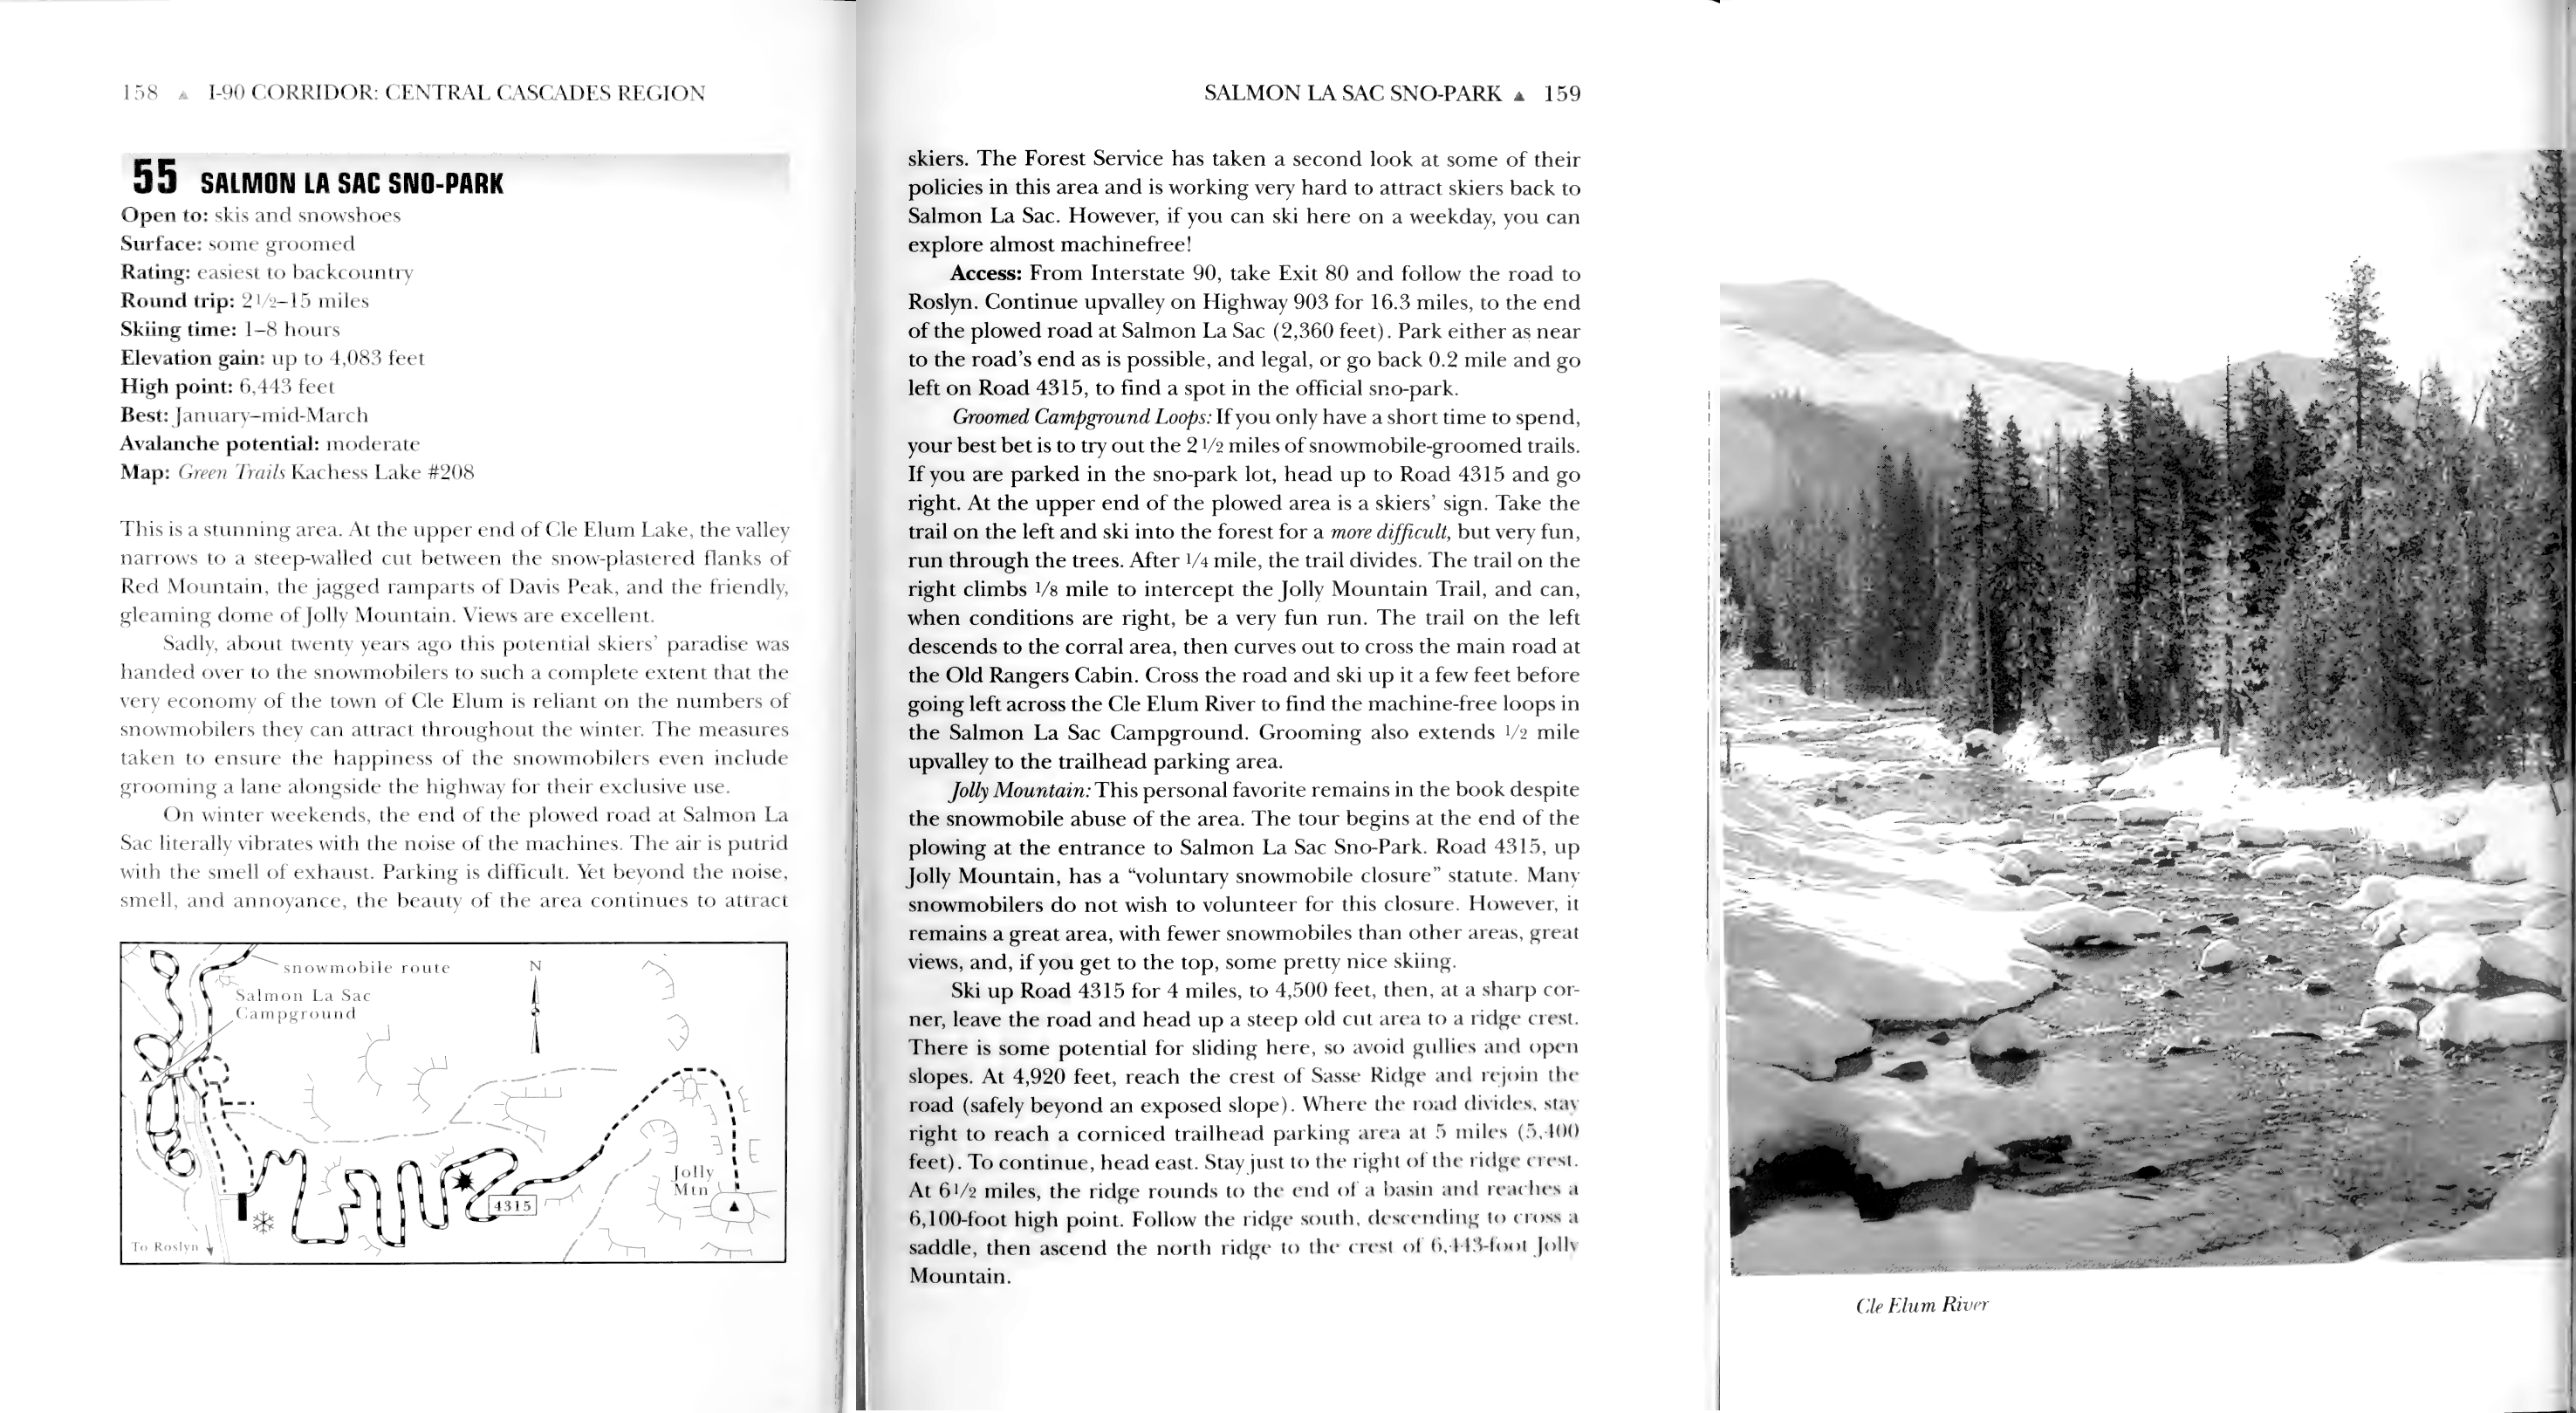 158 ▲ I-90 CORRIDOR: CENTRAL CASCADES REGION
55 SALMON LA SAC SNO-PARK
Open to: skis and snowshoes
Surface: some groomed
Rating: easiest to backcountry
Round trip: 2 1/2–15 miles
Skiing time: 1–8 hours
Elevation gain: up to 4,083 feet
High point: 6,443 feet
Best: January–mid-March
Avalanche potential: moderate
Map: Green Trails Kachess Lake #208
This is a stunning area. At the upper end of Cle Elum Lake, the valley
narrows to a steep-walled cut between the snow-plastered flanks of
Red Mountain, the jagged ramparts of Davis Peak, and the friendly,
gleaming dome of Jolly Mountain. Views are excellent.
Sadly, about twenty years ago this potential skiers' paradise was
handed over to the snowmobilers to such a complete extent that the
very economy of the town of Cle Elum is reliant on the numbers of
snowmobilers they can attract throughout the winter. The measures
taken to ensure the happiness of the snowmobilers even include
grooming a lane alongside the highway for their exclusive use.
On winter weekends, the end of the plowed road at Salmon La
Sac literally vibrates with the noise of the machines. The air is putrid
with the smell of exhaust. Parking is difficult. Yet beyond the noise,
smell, and annoyance, the beauty of the area continues to attract
snowmobile route
N
Salmon La Sac
Campground
Jolly
Mtn
4315
To Roslyn
SALMON LA SAC SNO-PARK ▲ 159
skiers. The Forest Service has taken a second look at some of their
policies in this area and is working very hard to attract skiers back to
Salmon La Sac. However, if you can ski here on a weekday, you can
explore almost machinefree!
Access: From Interstate 90, take Exit 80 and follow the road to
Roslyn. Continue upvalley on Highway 903 for 16.3 miles, to the end
of the plowed road at Salmon La Sac (2,360 feet). Park either as near
to the road's end as is possible, and legal, or go back 0.2 mile and go
left on Road 4315, to find a spot in the official sno-park.
Groomed Campground Loops: If you only have a short time to spend,
your best bet is to try out the 2 1/2 miles of snowmobile-groomed trails.
If you are parked in the sno-park lot, head up to Road 4315 and go
right. At the upper end of the plowed area is a skiers' sign. Take the
trail on the left and ski into the forest for a more difficult, but very fun,
run through the trees. After 1/4 mile, the trail divides. The trail on the
right climbs 1/8 mile to intercept the Jolly Mountain Trail, and can,
when conditions are right, be a very fun run. The trail on the left
descends to the corral area, then curves out to cross the main road at
the Old Rangers Cabin. Cross the road and ski up it a few feet before
going left across the Cle Elum River to find the machine-free loops in
the Salmon La Sac Campground. Grooming also extends 1/2 mile
upvalley to the trailhead parking area.
Jolly Mountain: This personal favorite remains in the book despite
the snowmobile abuse of the area. The tour begins at the end of the
plowing at the entrance to Salmon La Sac Sno-Park. Road 4315, up
Jolly Mountain, has a "voluntary snowmobile closure" statute. Many
snowmobilers do not wish to volunteer for this closure. However, it
remains a great area, with fewer snowmobiles than other areas, great
views, and, if you get to the top, some pretty nice skiing.
Ski up Road 4315 for 4 miles, to 4,500 feet, then, at a sharp cor-
ner, leave the road and head up a steep old cut area to a ridge crest.
There is some potential for sliding here, so avoid gullies and open
slopes. At 4,920 feet, reach the crest of Sasse Ridge and rejoin the
road (safely beyond an exposed slope). Where the road divides, stay
right to reach a corniced trailhead parking area at 5 miles (5,400
feet). To continue, head east. Stay just to the right of the ridge crest.
At 6 1/2 miles, the ridge rounds to the end of a basin and reaches a
6,100-foot high point. Follow the ridge south, descending to cross a
saddle, then ascend the north ridge to the crest of 6,443-foot Jolly
Mountain.
Cle Elum River